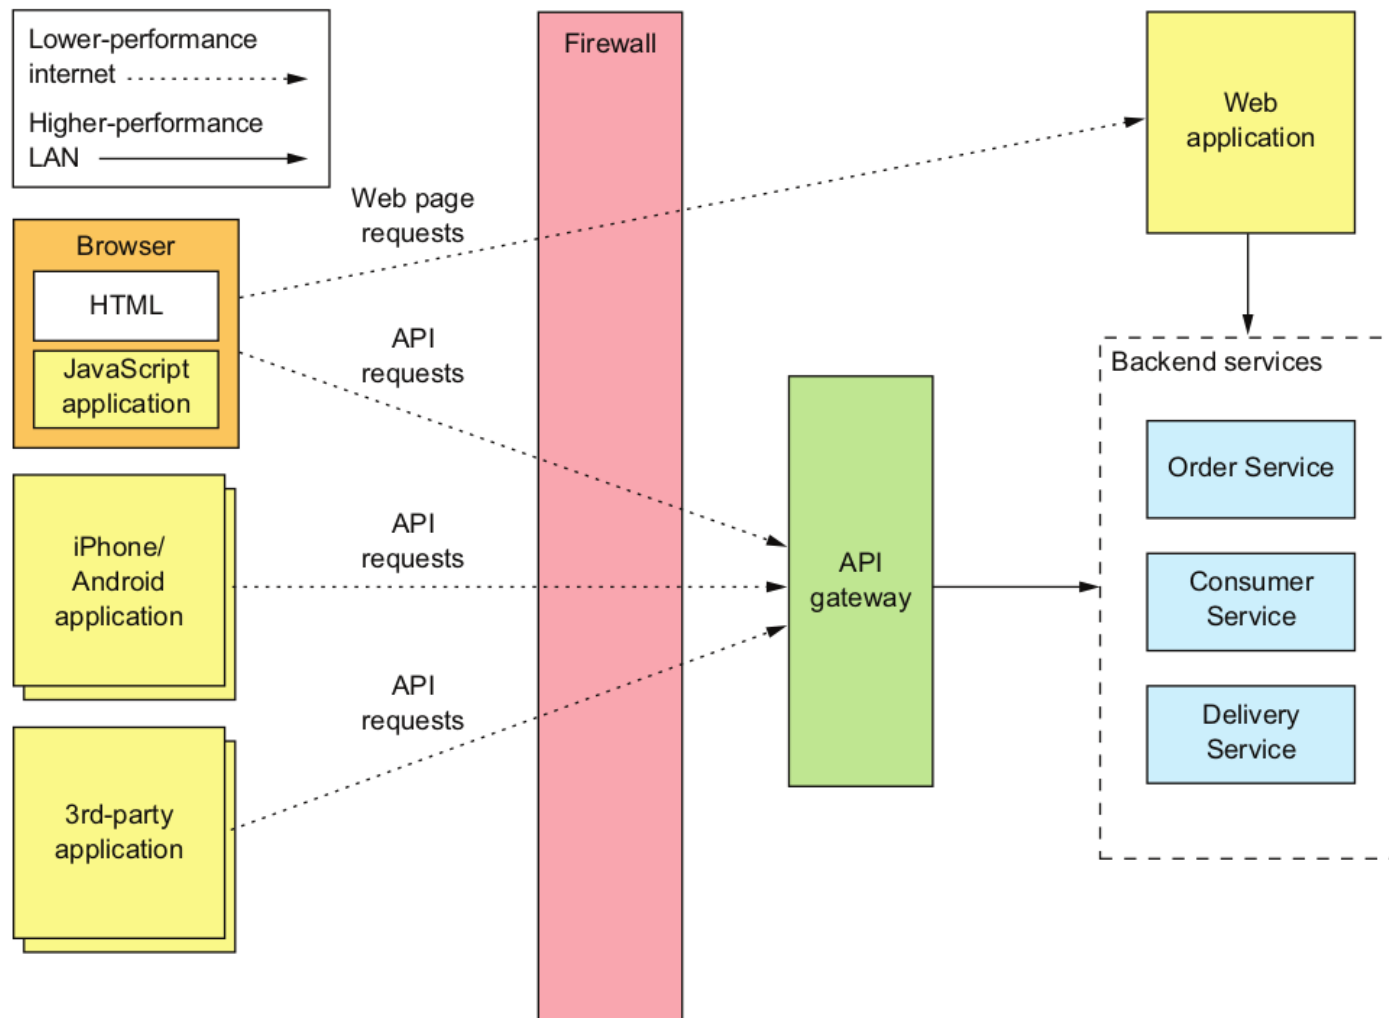 Lower-performance
internet
Higher-performance
LAN
Firewall
Web
application
Web page
requests
Browser
HTML
JavaScript
application
API
requests
Backend services
Order Service
iPhone/
Android
application
API
requests
API
gateway
Consumer
Service
API
requests
Delivery
Service
3rd-party
application